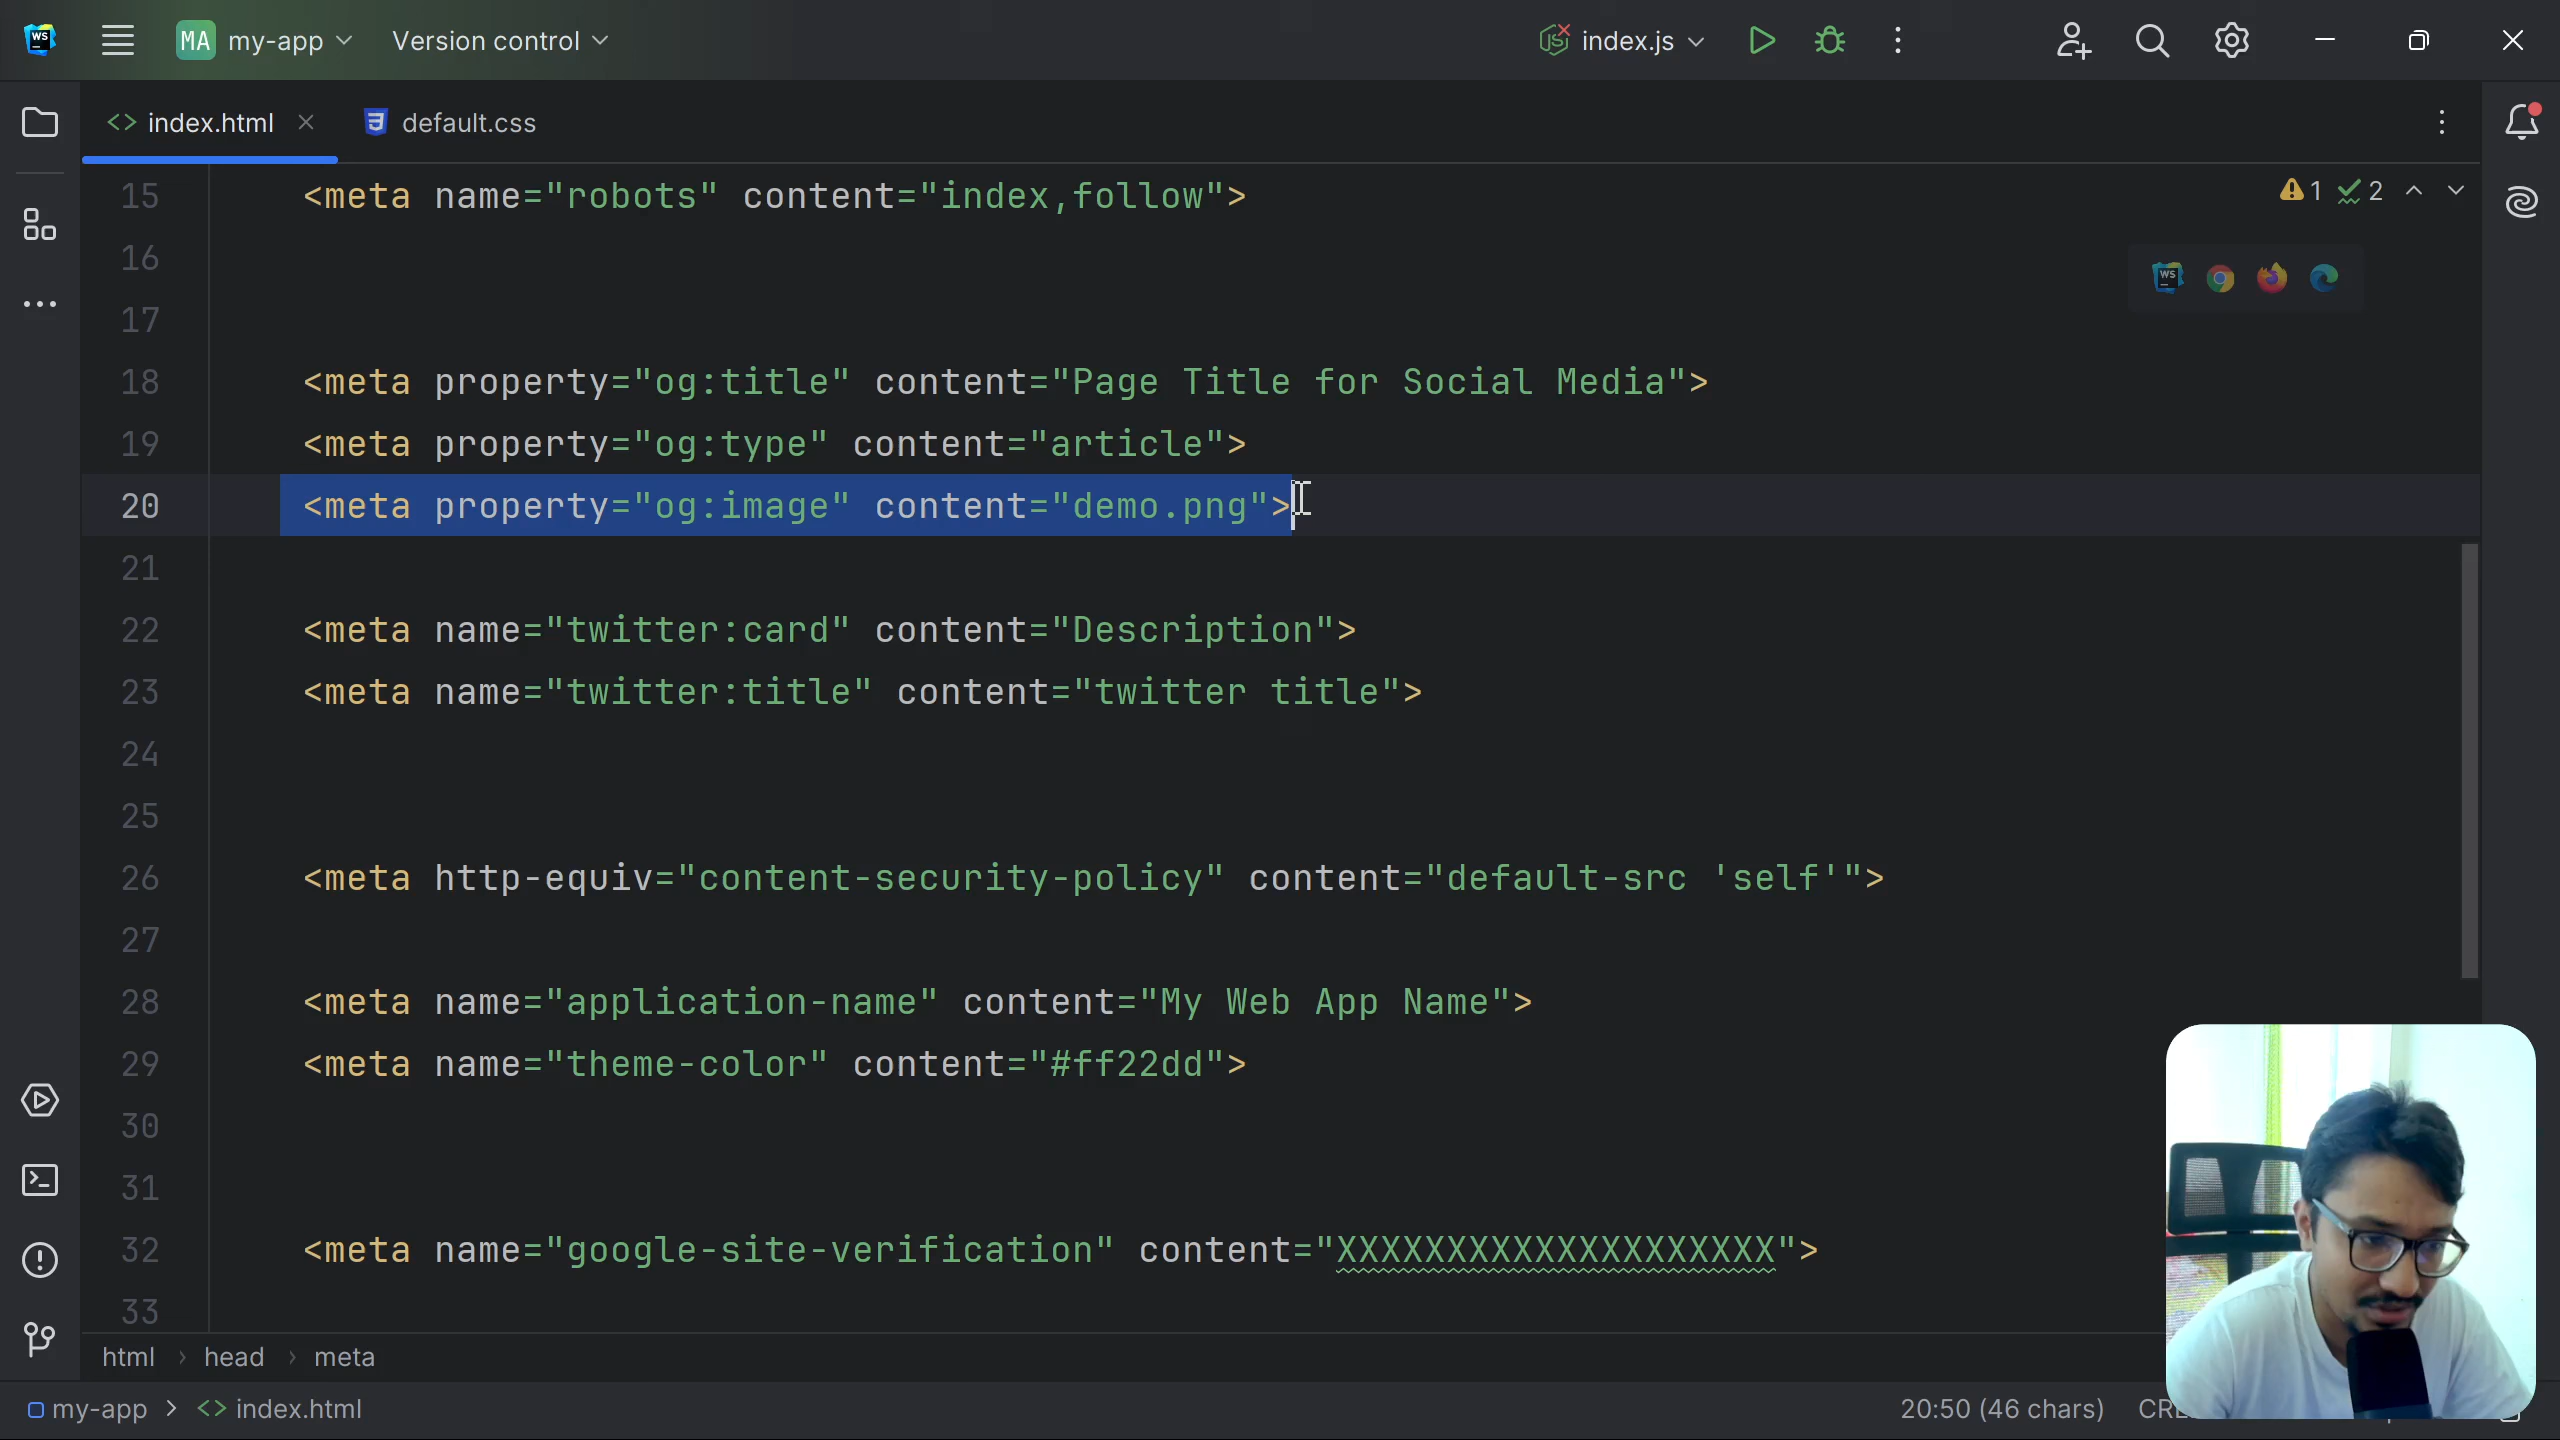 WS
MA my-app Version control index.js
index.html default.css
15 <meta name="robots" content="index,follow">
1 2
16
WS
17
18 <meta property="og:title" content="Page Title for Social Media">
19 <meta property="og:type" content="article">
20 <meta property="og:image" content="demo.png">
21
22 <meta name="twitter:card" content="Description">
23 <meta name="twitter:title" content="twitter title">
24
25
26 <meta http-equiv="content-security-policy" content="default-src 'self'">
27
28 <meta name="application-name" content="My Web App Name">
29 <meta name="theme-color" content="#ff22dd">
30
31
32 <meta name="google-site-verification" content="XXXXXXXXXXXXXXXXXXXX">
33
html › head › meta
my-app > <> index.html 20:50 (46 chars)